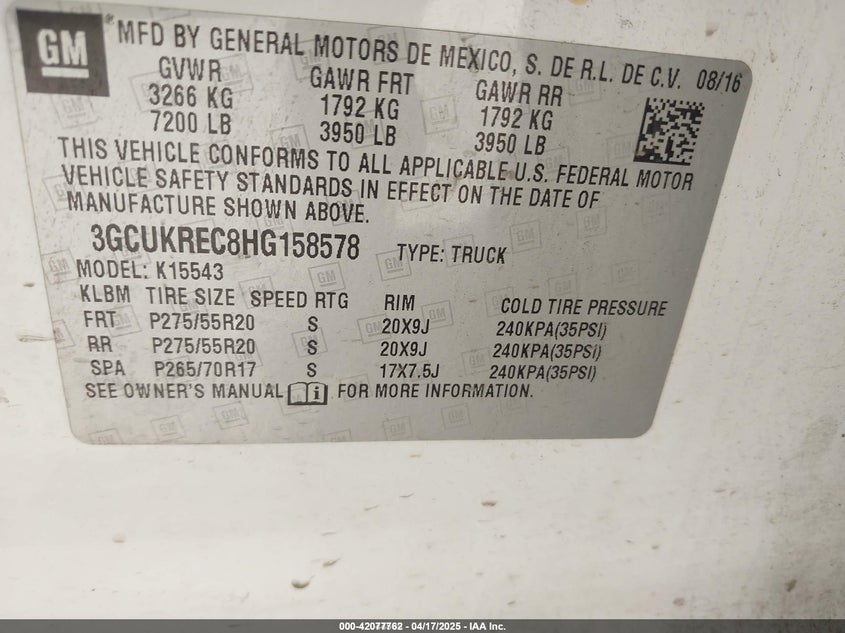 GM
® MFD BY GENERAL MOTORS DE MEXICO, S. DE R.L. DE C.V. 08/16
GVWR GAWR FRT GAWR RR
3266 KG 1792 KG 1792 KG
7200 LB 3950 LB 3950 LB
THIS VEHICLE CONFORMS TO ALL APPLICABLE U.S. FEDERAL MOTOR
VEHICLE SAFETY STANDARDS IN EFFECT ON THE DATE OF
MANUFACTURE SHOWN ABOVE.
3GCUKREC8HG158578 TYPE: TRUCK
MODEL: K15543
KLBM TIRE SIZE SPEED RTG RIM COLD TIRE PRESSURE
FRT P275/55R20 S 20X9J 240KPA(35PSI)
RR P275/55R20 S 20X9J 240KPA(35PSI)
SPA P265/70R17 S 17X7.5J 240KPA(35PSI)
SEE OWNER'S MANUAL i FOR MORE INFORMATION.
000-42077762 - 04/17/2025 - IAA Inc.